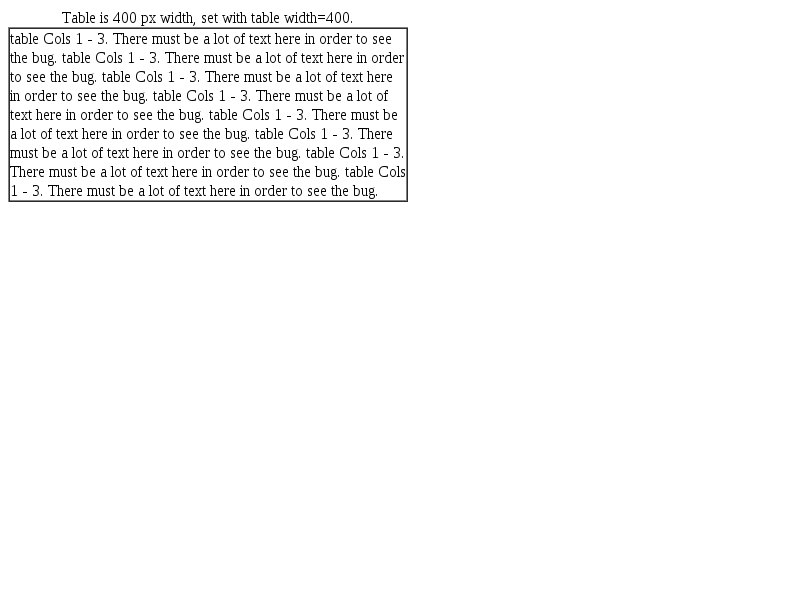 Table is 400 px width, set with table width=400.
table Cols 1 - 3. There must be a lot of text here in order to see
the bug. table Cols 1 - 3. There must be a lot of text here in order
to see the bug. table Cols 1 - 3. There must be a lot of text here
in order to see the bug. table Cols 1 - 3. There must be a lot of
text here in order to see the bug. table Cols 1 - 3. There must be
a lot of text here in order to see the bug. table Cols 1 - 3. There
must be a lot of text here in order to see the bug. table Cols 1 - 3.
There must be a lot of text here in order to see the bug. table Cols
1 - 3. There must be a lot of text here in order to see the bug.